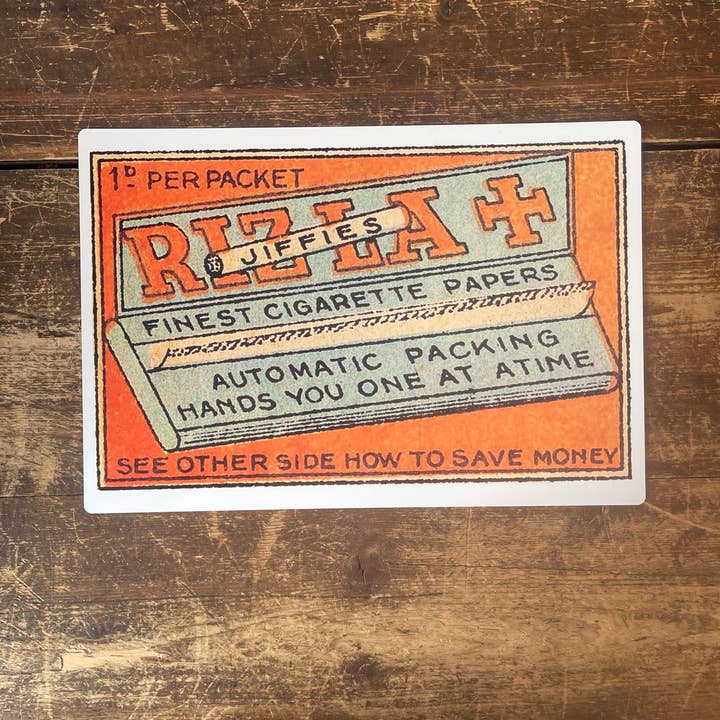 1D PER PACKET
RIZLA +
JIFFIES
FINEST CIGARETTE PAPERS
AUTOMATIC PACKING
HANDS YOU ONE AT ATIME
SEE OTHER SIDE HOW TO SAVE MONEY